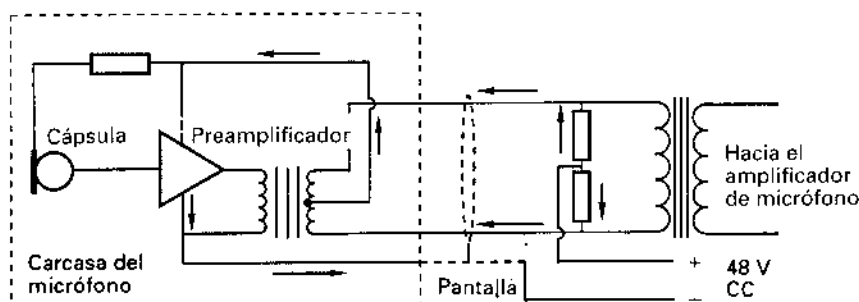 Cápsula
Preamplificador
Carcasa del
micrófono
Pantalla
Hacia el
amplificador
de micrófono
+ 48 V
− CC